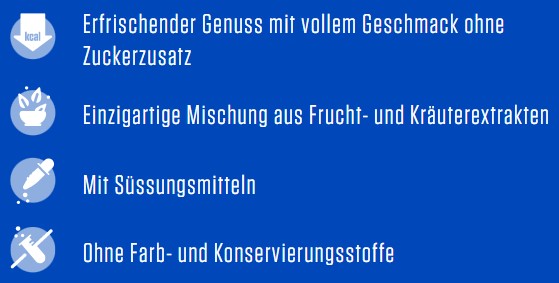 kcal
Erfrischender Genuss mit vollem Geschmack ohne
Zuckerzusatz
Einzigartige Mischung aus Frucht- und Kräuterextrakten
Mit Süssungsmitteln
Ohne Farb- und Konservierungsstoffe